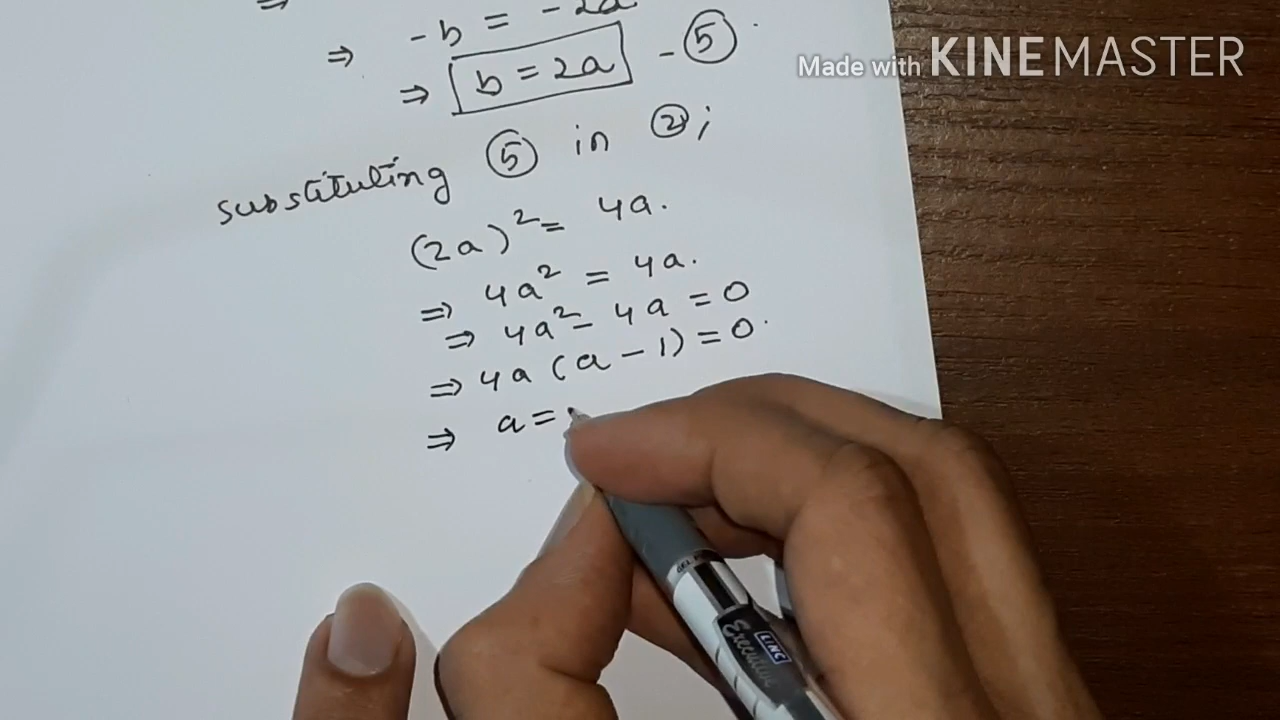 ⇒
-b = -2a
Made with KINEMASTER
⇒
⇒ b = 2a - ⑤
substituting ⑤ in ②;
(2a)² = 4a.
⇒ 4a² = 4a.
⇒ 4a² - 4a = 0
⇒ 4a (a - 1) = 0.
⇒ a =
GEL
Executive
LINC